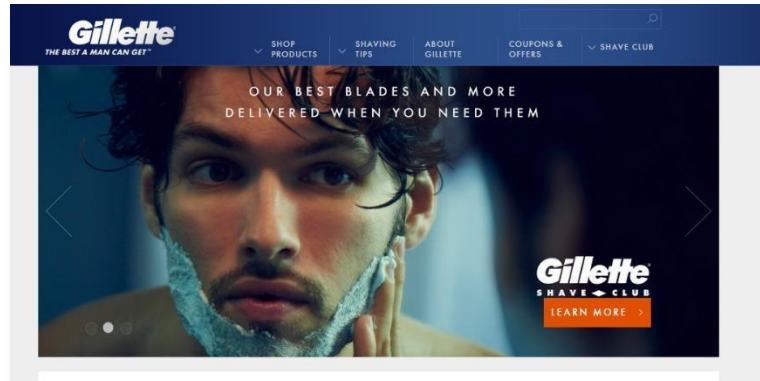 Gillette
THE BEST A MAN CAN GET™
SHOP
PRODUCTS
SHAVING
TIPS
ABOUT
GILLETTE
COUPONS &
OFFERS
SHAVE CLUB
OUR BEST BLADES AND MORE
DELIVERED WHEN YOU NEED THEM
Gillette
SHAVE CLUB
LEARN MORE